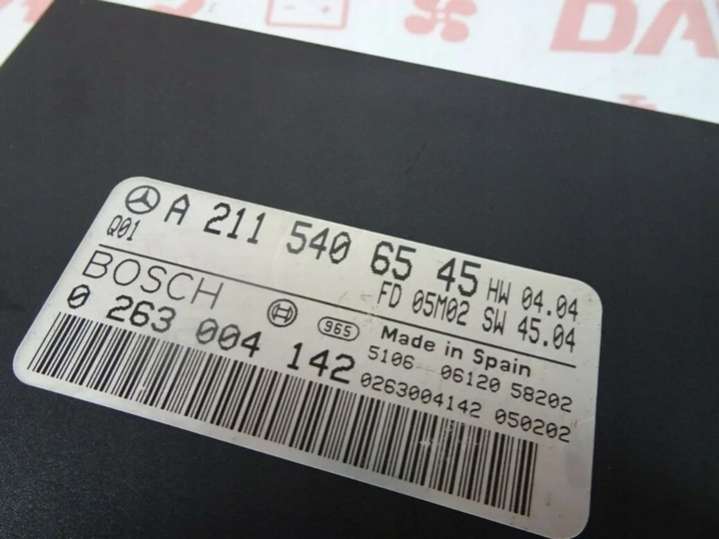 DA
A 211 540 65 45 HW 04.04
Q01 FD 05M02 SW 45.04
BOSCH 965 Made in Spain
0 263 004 142 5106 06120 58202
0263004142 050202